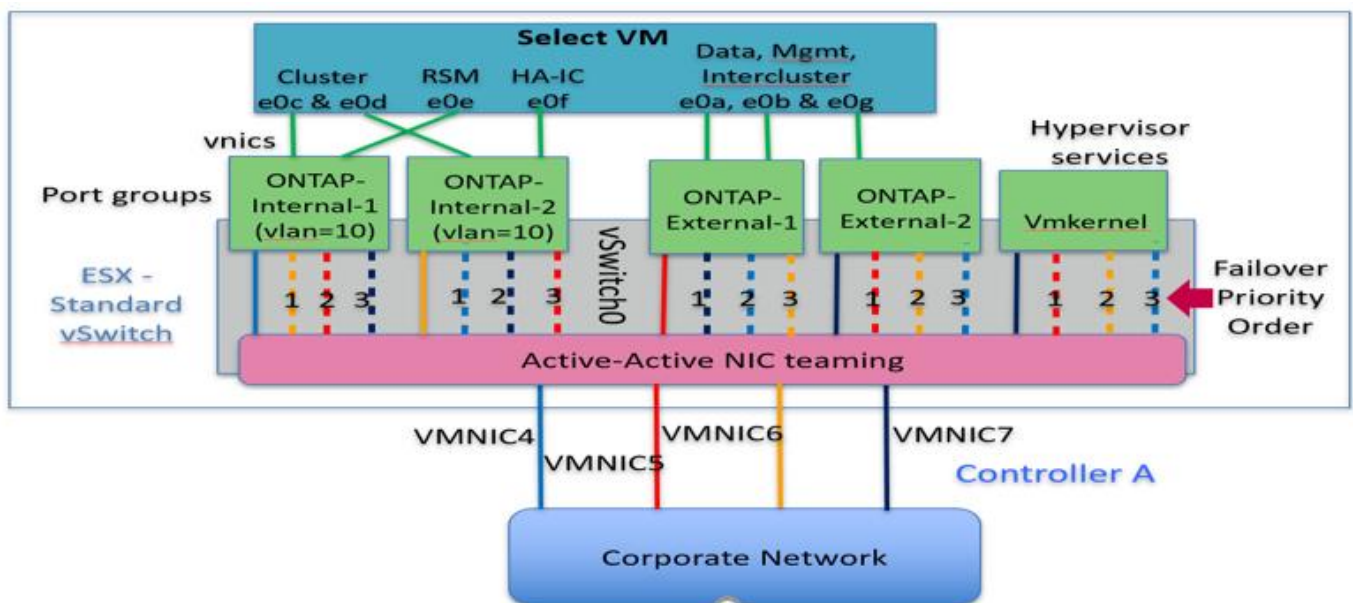 Select VM
Cluster
e0c & e0d
RSM
e0e
HA-IC
e0f
Data, Mgmt,
Intercluster
e0a, e0b & e0g
vnics
Hypervisor
services
Port groups
ONTAP-
Internal-1
(vlan=10)
ONTAP-
Internal-2
(vlan=10)
ONTAP-
External-1
ONTAP-
External-2
Vmkernel
vSwitch0
ESX -
Standard
vSwitch
1 2 3
1 2 3
1 2 3
1 2 3
1 2 3
Failover
Priority
Order
Active-Active NIC teaming
VMNIC4
VMNIC5
VMNIC6
VMNIC7
Controller A
Corporate Network